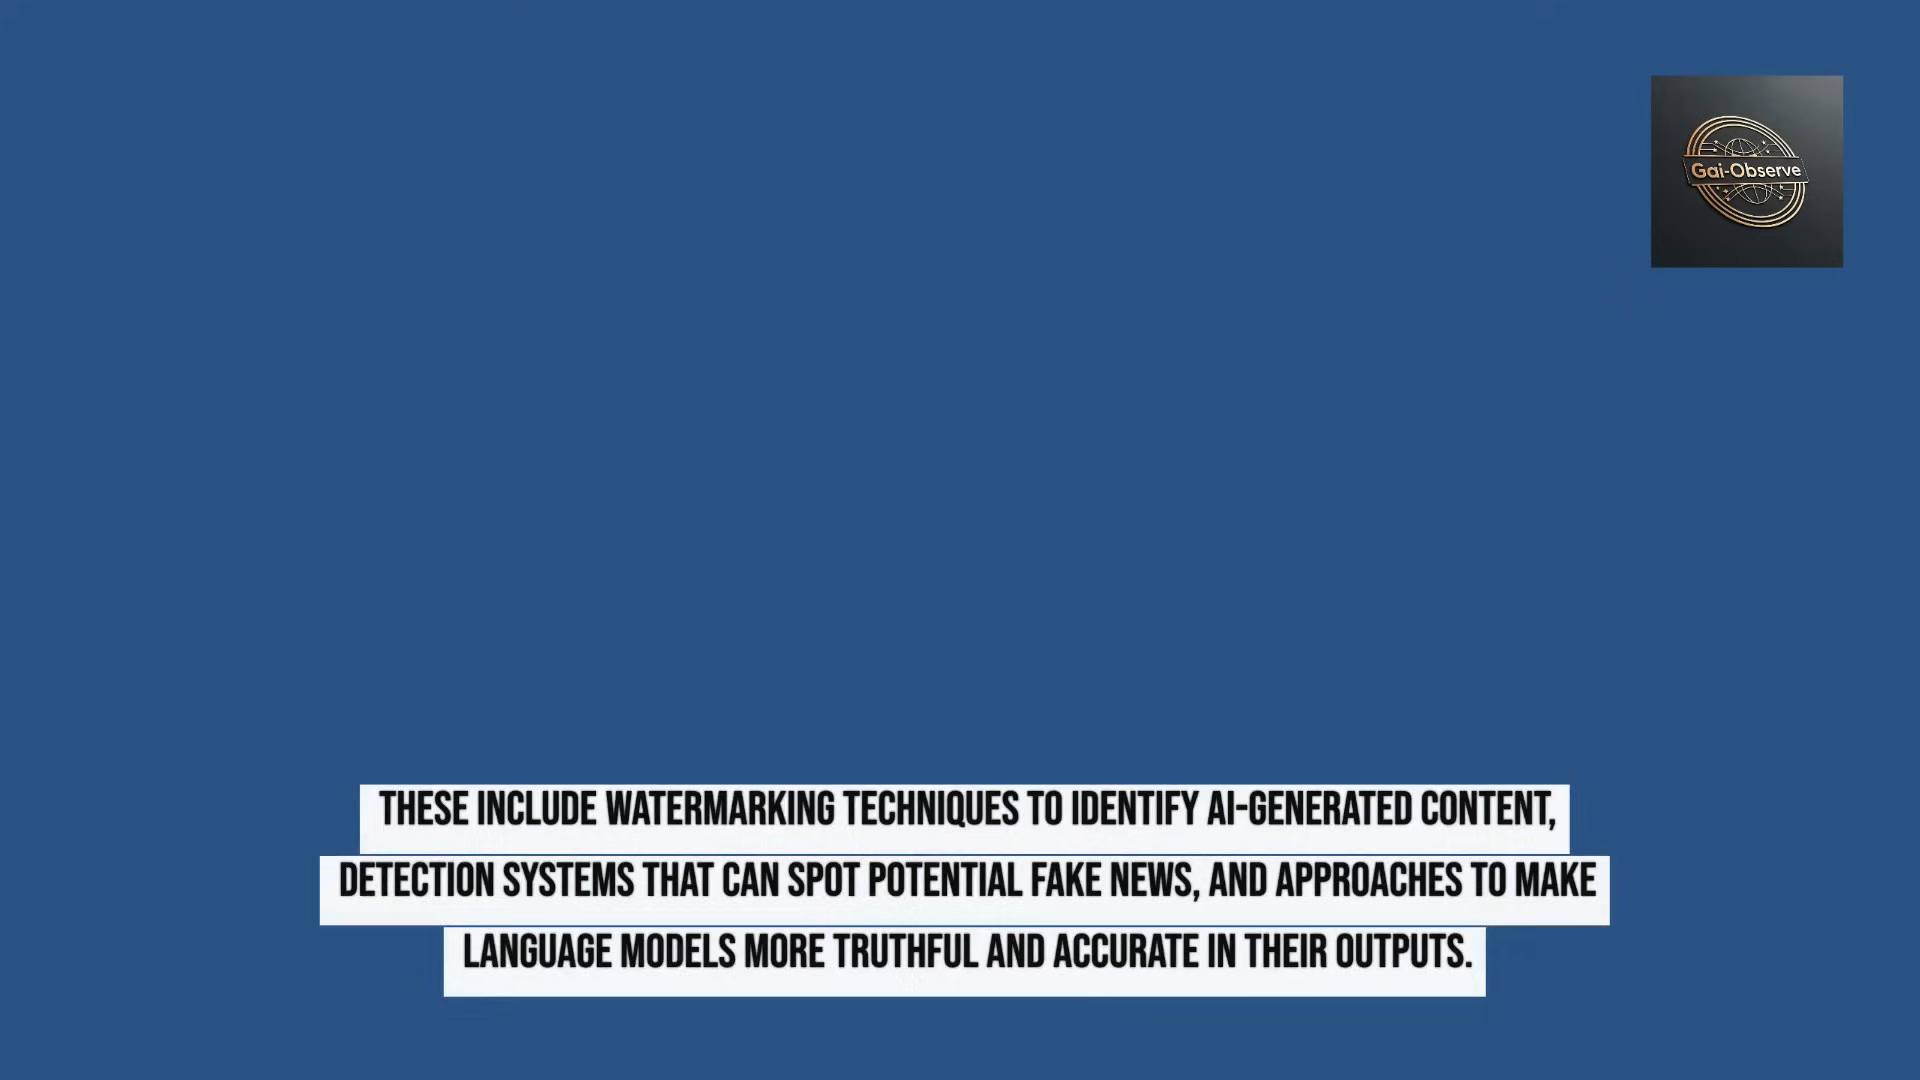 Gai-Observe
THESE INCLUDE WATERMARKING TECHNIQUES TO IDENTIFY AI-GENERATED CONTENT,
DETECTION SYSTEMS THAT CAN SPOT POTENTIAL FAKE NEWS, AND APPROACHES TO MAKE
LANGUAGE MODELS MORE TRUTHFUL AND ACCURATE IN THEIR OUTPUTS.